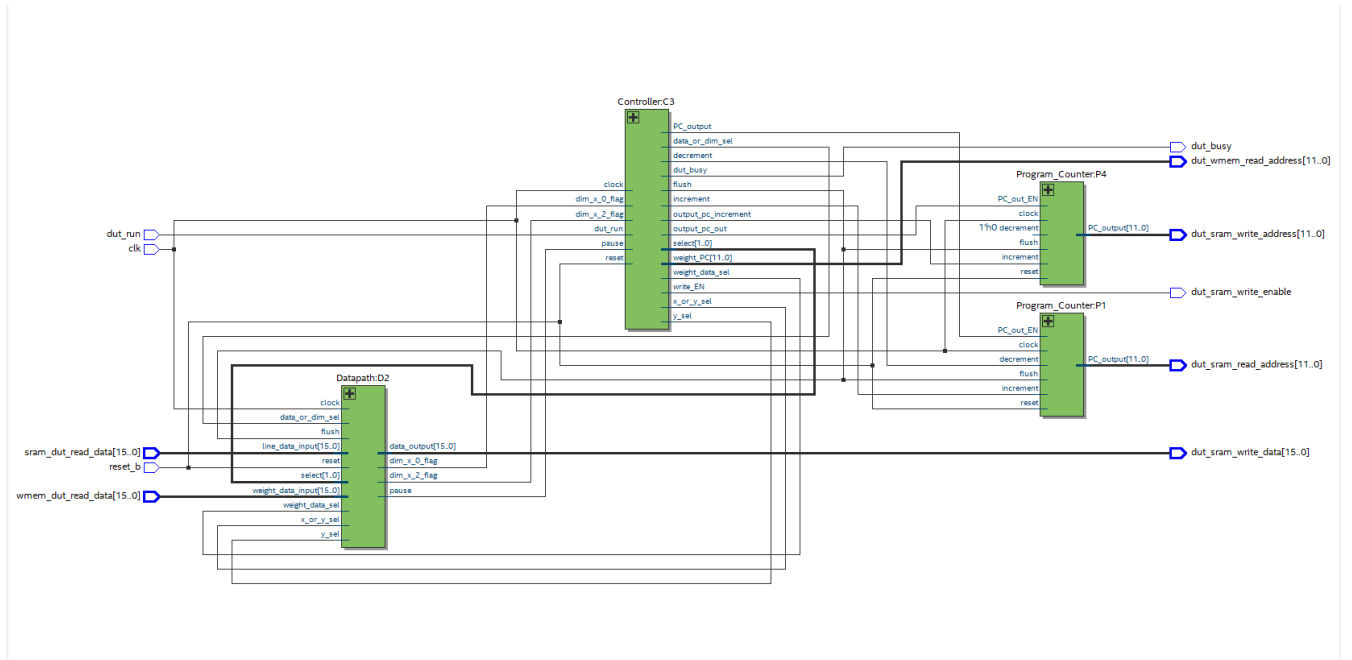 Controller:C3
PC_output
data_or_dim_sel
decrement
dut_busy
clock
flush
dim_x_0_flag
increment
dim_x_2_flag
output_pc_increment
dut_run
output_pc_out
pause
select[1..0]
reset
weight_PC[11..0]
weight_data_sel
write_EN
x_or_y_sel
y_sel
dut_run
clk
dut_busy
dut_wmem_read_address[11..0]
Program_Counter:P4
PC_out_EN
clock
1'h0 decrement
PC_output[11..0]
flush
increment
reset
dut_sram_write_address[11..0]
dut_sram_write_enable
Program_Counter:P1
PC_out_EN
clock
decrement
PC_output[11..0]
flush
increment
reset
dut_sram_read_address[11..0]
Datapath:D2
clock
data_or_dim_sel
flush
line_data_input[15..0]
data_output[15..0]
reset
dim_x_0_flag
select[1..0]
dim_x_2_flag
weight_data_input[15..0]
pause
weight_data_sel
x_or_y_sel
y_sel
sram_dut_read_data[15..0]
reset_b
wmem_dut_read_data[15..0]
dut_sram_write_data[15..0]